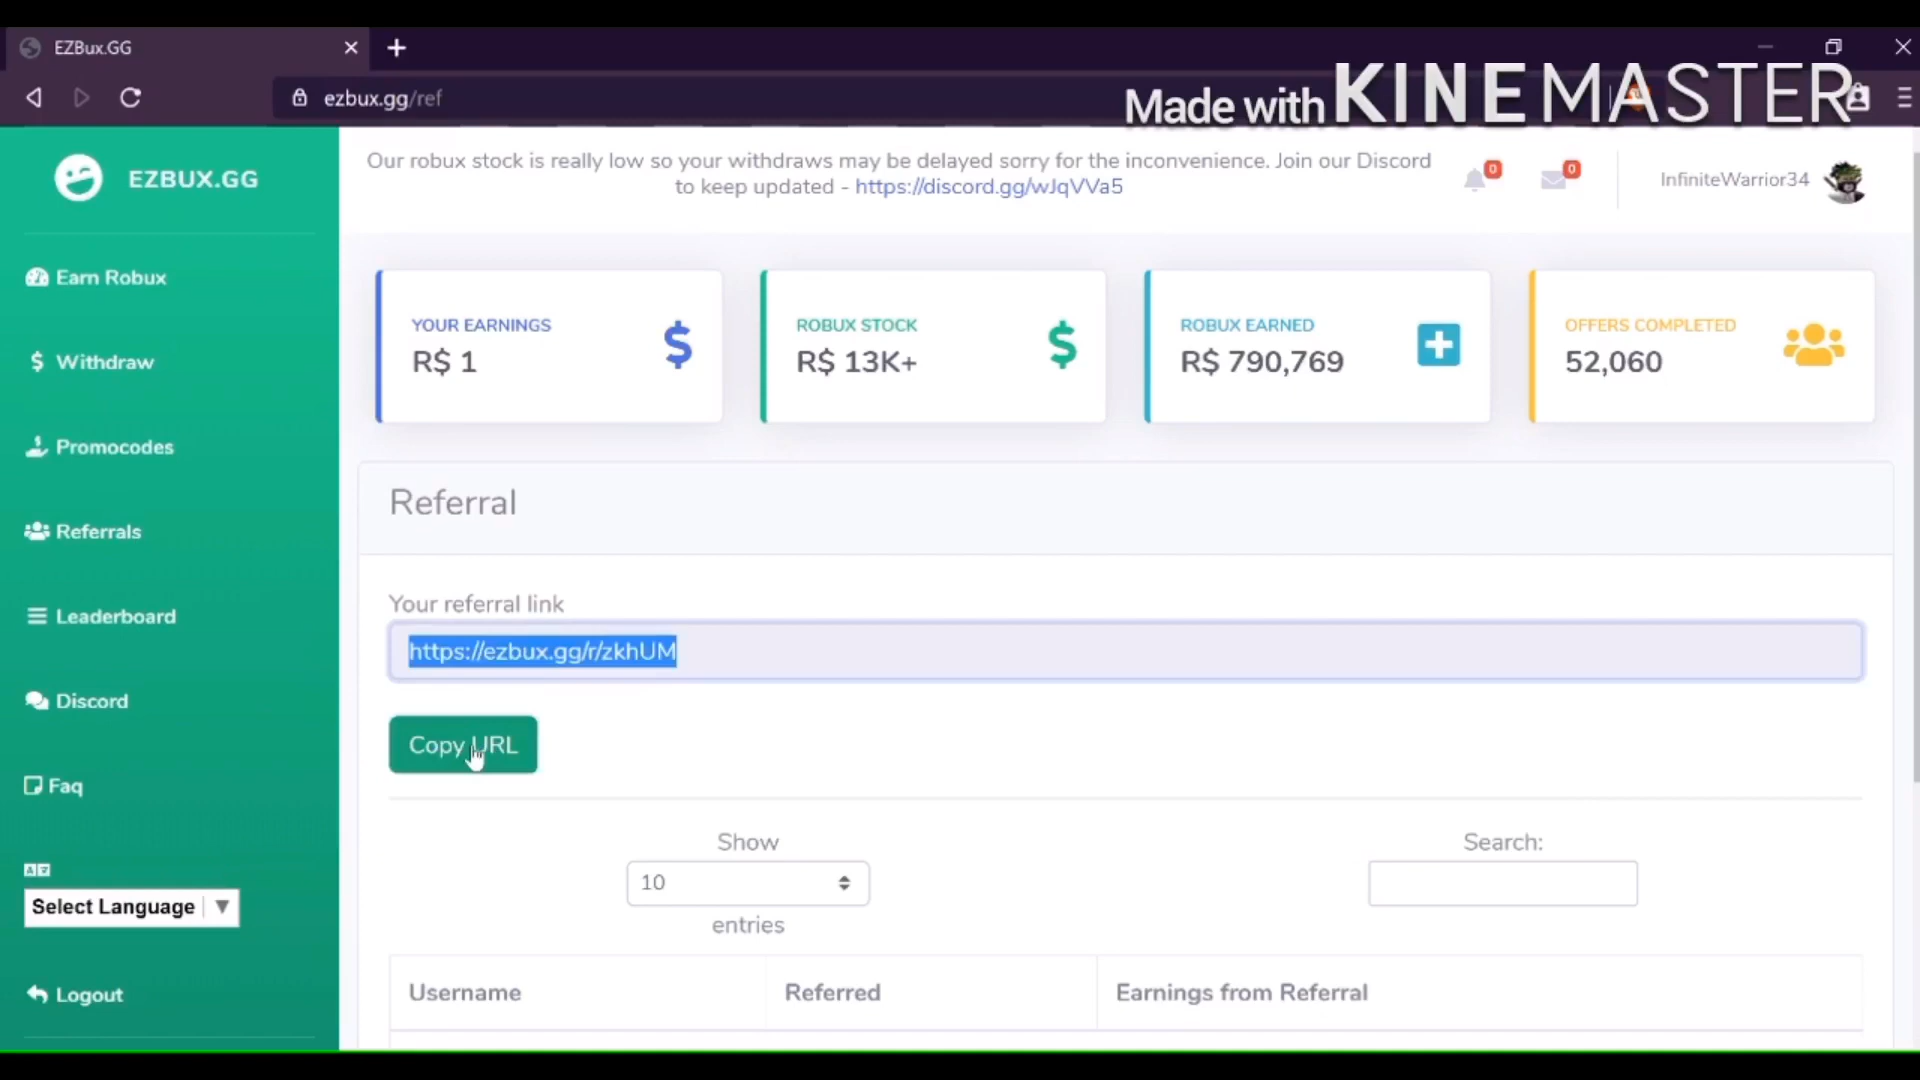 EZBux.GG
ezbux.gg/ref
Made with KINEMASTER
EZBUX.GG
Our robux stock is really low so your withdraws may be delayed sorry for the inconvenience. Join our Discord
to keep updated - https://discord.gg/wJqVVa5
0
0
InfiniteWarrior34
Earn Robux
Withdraw
Promocodes
Referrals
Leaderboard
Discord
Faq
Select Language
Logout
YOUR EARNINGS
R$ 1
ROBUX STOCK
R$ 13K+
ROBUX EARNED
R$ 790,769
OFFERS COMPLETED
52,060
Referral
Your referral link
https://ezbux.gg/r/zkhUM
Copy URL
Show
10
entries
Search:
Username Referred Earnings from Referral